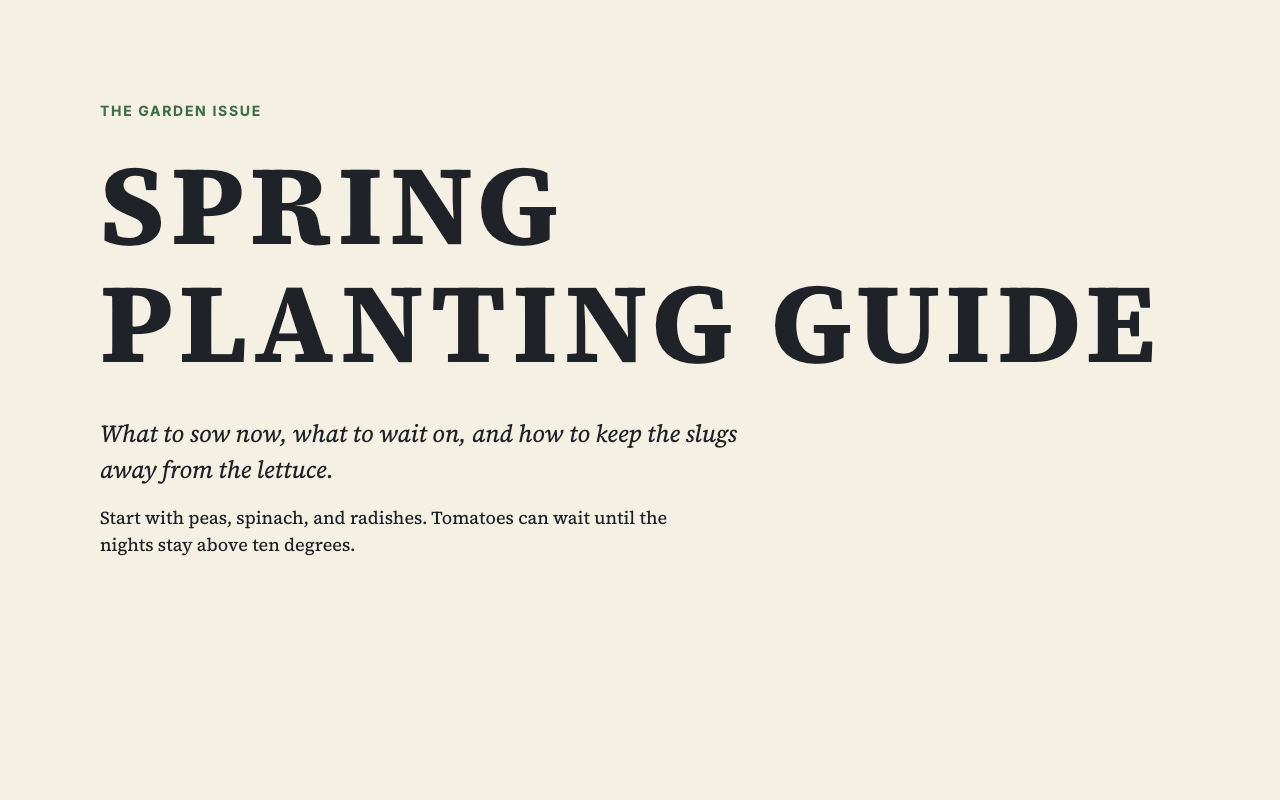 THE GARDEN ISSUE
SPRING
PLANTING GUIDE
What to sow now, what to wait on, and how to keep the slugs
away from the lettuce.
Start with peas, spinach, and radishes. Tomatoes can wait until the
nights stay above ten degrees.